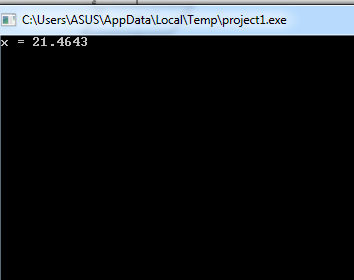 C:\Users\ASUS\AppData\Local\Temp\project1.exe
x = 21.4643